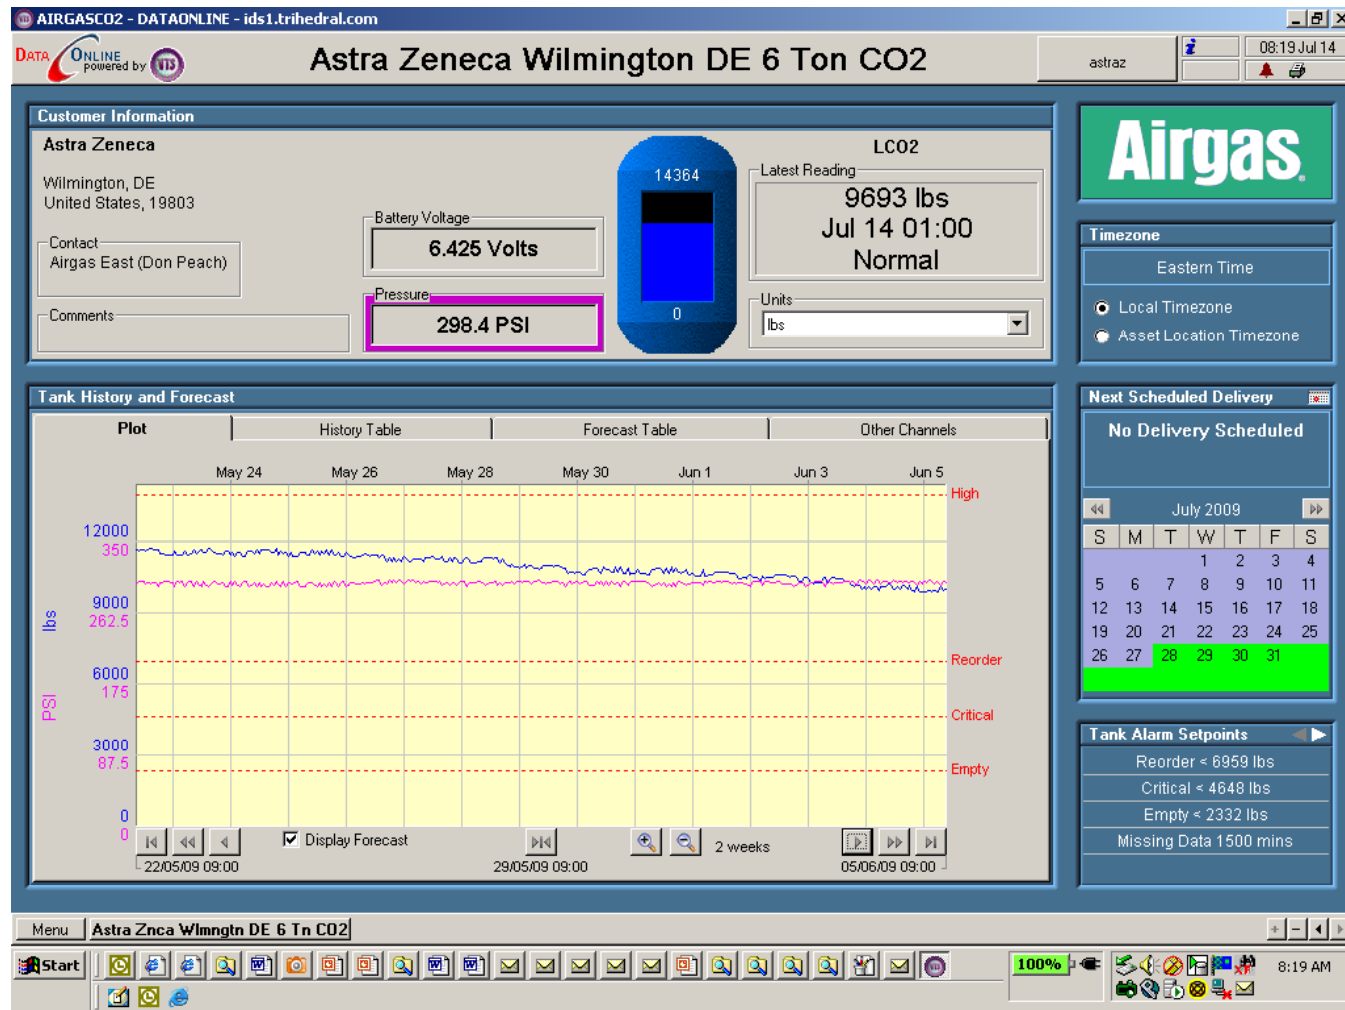 AIRGASCO2 - DATAONLINE - ids1.trihedral.com
DATA ONLINE
powered by VTS
Astra Zeneca Wilmington DE 6 Ton CO2
astraz
i
08:19 Jul 14
Customer Information
Astra Zeneca
Wilmington, DE
United States, 19803
Contact
Airgas East (Don Peach)
Comments
Battery Voltage
6.425 Volts
Pressure
298.4 PSI
14364
0
LCO2
Latest Reading
9693 lbs
Jul 14 01:00
Normal
Units
lbs
Airgas
Timezone
Eastern Time
Local Timezone
Asset Location Timezone
Tank History and Forecast
Plot
History Table
Forecast Table
Other Channels
May 24 May 26 May 28 May 30 Jun 1 Jun 3 Jun 5
High
12000
350
9000
262.5
lbs
Reorder
6000
175
PSI
Critical
3000
87.5
Empty
0
0
Display Forecast
2 weeks
22/05/09 09:00
29/05/09 09:00
05/06/09 09:00
Next Scheduled Delivery
No Delivery Scheduled
July 2009
S M T W T F S
1 2 3 4
5 6 7 8 9 10 11
12 13 14 15 16 17 18
19 20 21 22 23 24 25
26 27 28 29 30 31
Tank Alarm Setpoints
Reorder < 6959 lbs
Critical < 4648 lbs
Empty < 2332 lbs
Missing Data 1500 mins
Menu
Astra Znca Wlmngtn DE 6 Tn CO2
Start
100%
8:19 AM